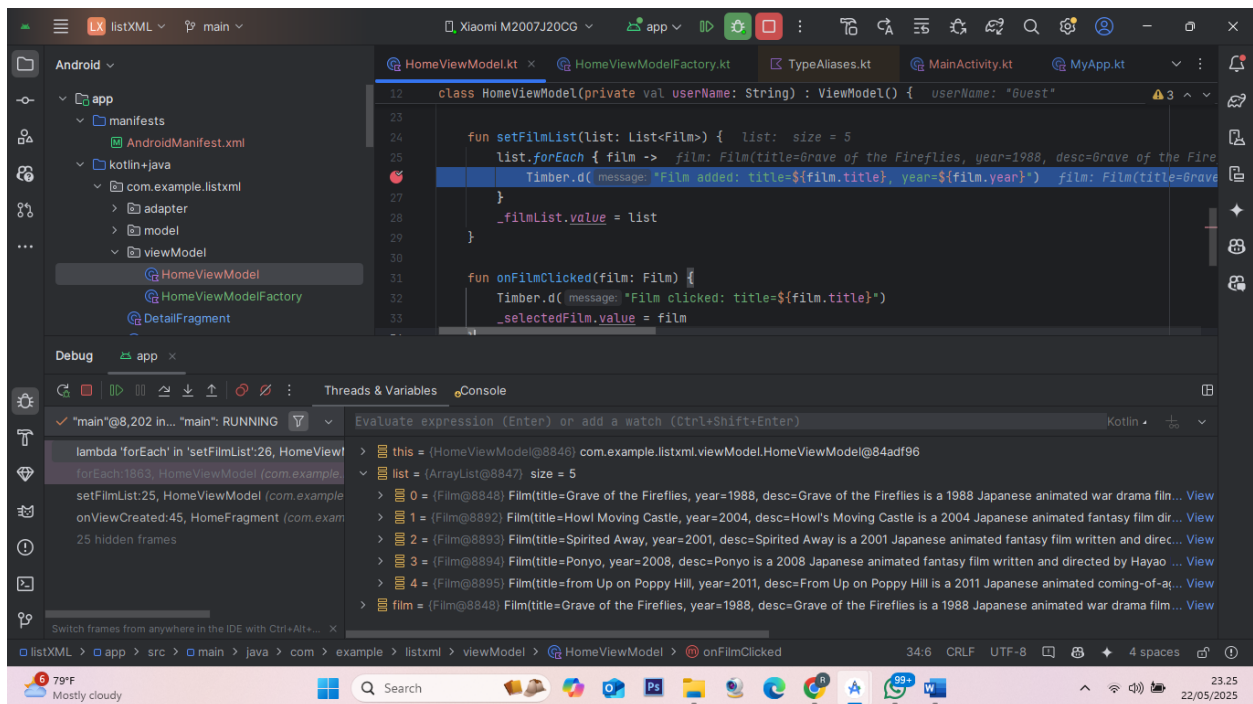 LX listXML main Xiaomi M2007J20CG app
Android
HomeViewModel.kt HomeViewModelFactory.kt TypeAliases.kt MainActivity.kt MyApp.kt
app
manifests
AndroidManifest.xml
kotlin+java
com.example.listxml
adapter
model
viewModel
HomeViewModel
HomeViewModelFactory
DetailFragment
12 class HomeViewModel(private val userName: String) : ViewModel() { userName: "Guest" 3
23
24 fun setFilmList(list: List<Film>) { list: size = 5
25 list.forEach { film -> film: Film(title=Grave of the Fireflies, year=1988, desc=Grave of the Fire
Timber.d( message: "Film added: title=${film.title}, year=${film.year}") film: Film(title=Grave
27 }
28 _filmList.value = list
29 }
30
31 fun onFilmClicked(film: Film) {
32 Timber.d( message: "Film clicked: title=${film.title}")
33 _selectedFilm.value = film
Debug app
Threads & Variables Console
"main"@8,202 in... "main": RUNNING
Evaluate expression (Enter) or add a watch (Ctrl+Shift+Enter) Kotlin
lambda 'forEach' in 'setFilmList':26, HomeViewM
forEach:1863, HomeViewModel (com.example.
setFilmList:25, HomeViewModel (com.example
onViewCreated:45, HomeFragment (com.exam
25 hidden frames
Switch frames from anywhere in the IDE with Ctrl+Alt+...
this = {HomeViewModel@8846} com.example.listxml.viewModel.HomeViewModel@84adf96
list = {ArrayList@8847} size = 5
0 = {Film@8848} Film(title=Grave of the Fireflies, year=1988, desc=Grave of the Fireflies is a 1988 Japanese animated war drama film... View
1 = {Film@8892} Film(title=Howl Moving Castle, year=2004, desc=Howl's Moving Castle is a 2004 Japanese animated fantasy film dir... View
2 = {Film@8893} Film(title=Spirited Away, year=2001, desc=Spirited Away is a 2001 Japanese animated fantasy film written and direc... View
3 = {Film@8894} Film(title=Ponyo, year=2008, desc=Ponyo is a 2008 Japanese animated fantasy film written and directed by Hayao ... View
4 = {Film@8895} Film(title=from Up on Poppy Hill, year=2011, desc=From Up on Poppy Hill is a 2011 Japanese animated coming-of-ag... View
film = {Film@8848} Film(title=Grave of the Fireflies, year=1988, desc=Grave of the Fireflies is a 1988 Japanese animated war drama film... View
listXML > app > src > main > java > com > example > listxml > viewModel > HomeViewModel > onFilmClicked 34:6 CRLF UTF-8 4 spaces
6 79°F
Mostly cloudy
Search
Ps
R
99+
W
23.25
22/05/2025